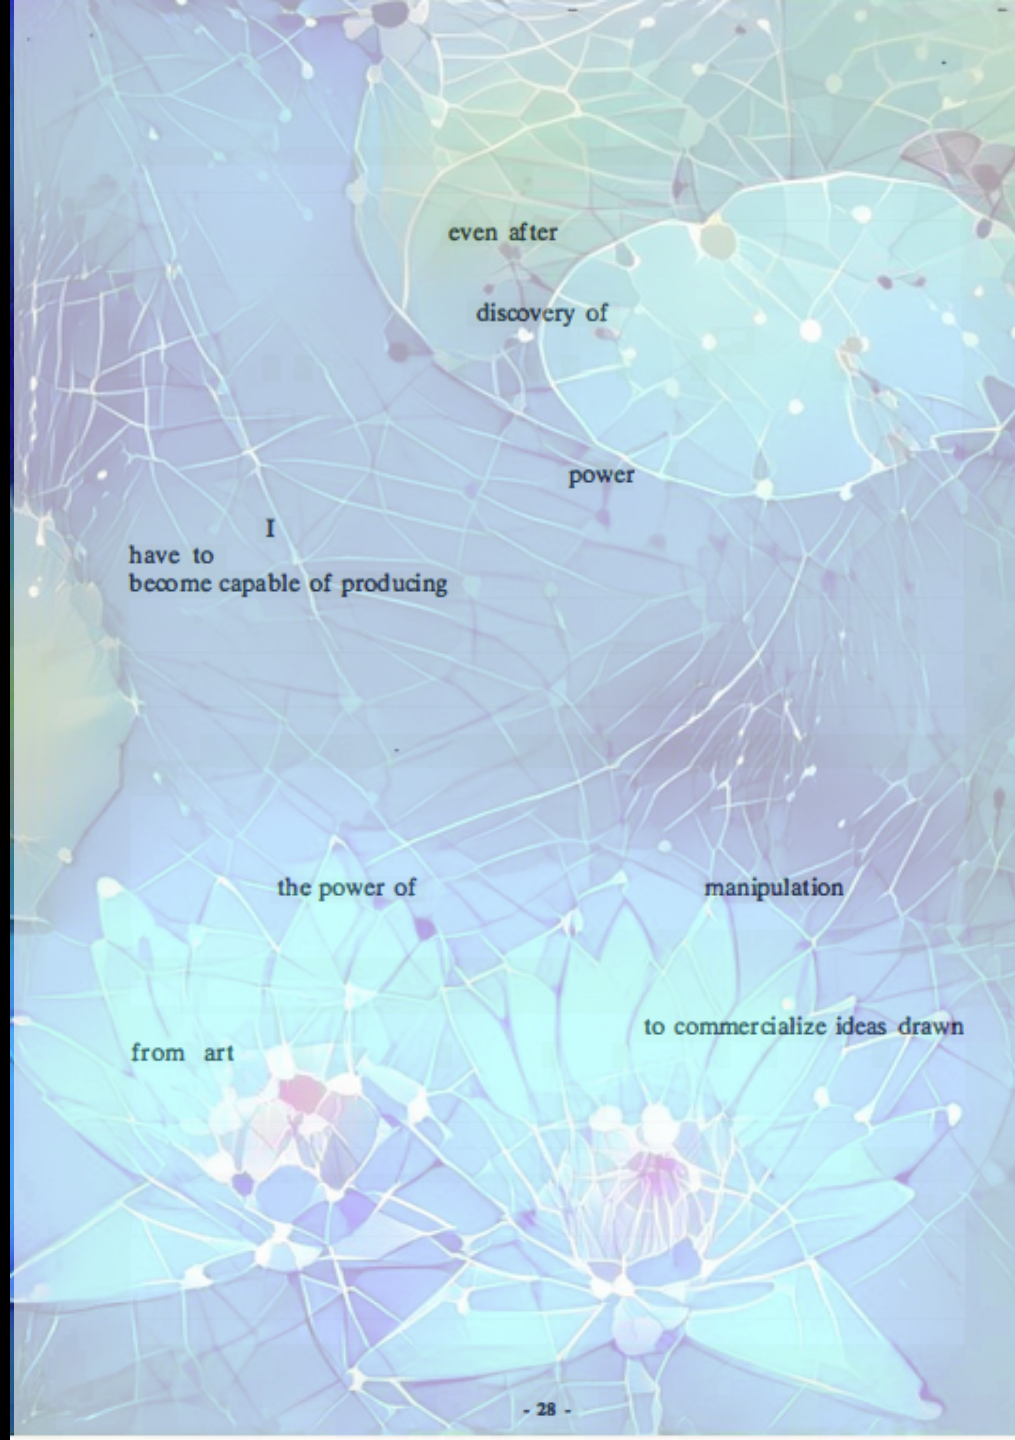 even after
discovery of
power
I
have to
become capable of producing
the power of manipulation
to commercialize ideas drawn
from art
- 28 -